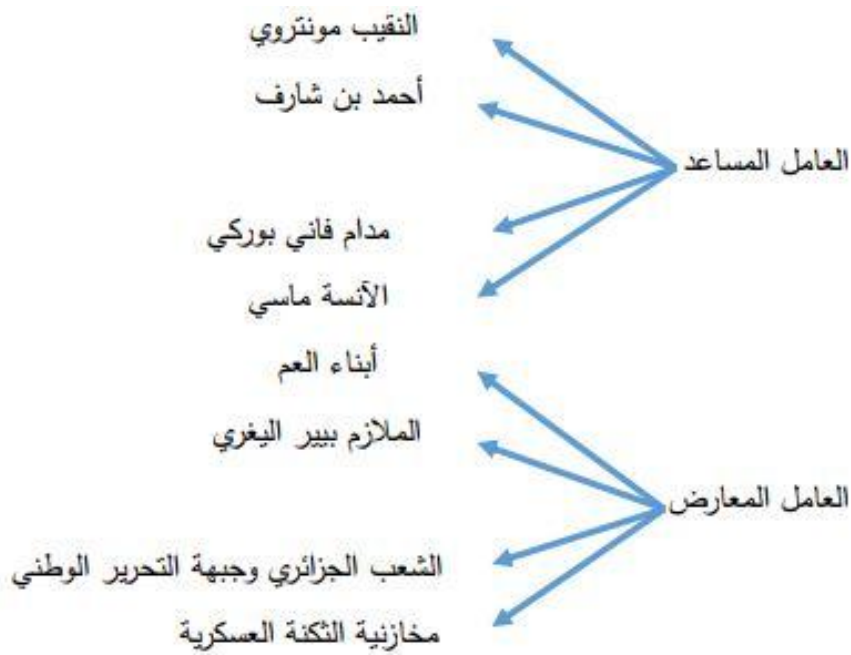 العامل المساعد
النقيب مونتروي
أحمد بن شارف
مدام فاني بوركي
الآنسة ماسي
العامل المعارض
أبناء العم
الملازم بيير اليغري
الشعب الجزائري وجبهة التحرير الوطني
مخازنية الثكنة العسكرية